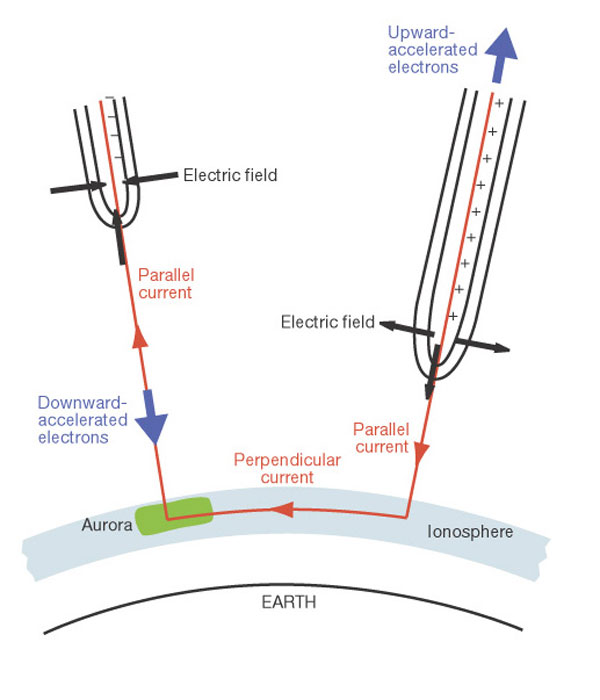 Upward-
accelerated
electrons
Electric field
Parallel
current
Electric field
Downward-
accelerated
electrons
Parallel
current
Perpendicular
current
Aurora
Ionosphere
EARTH